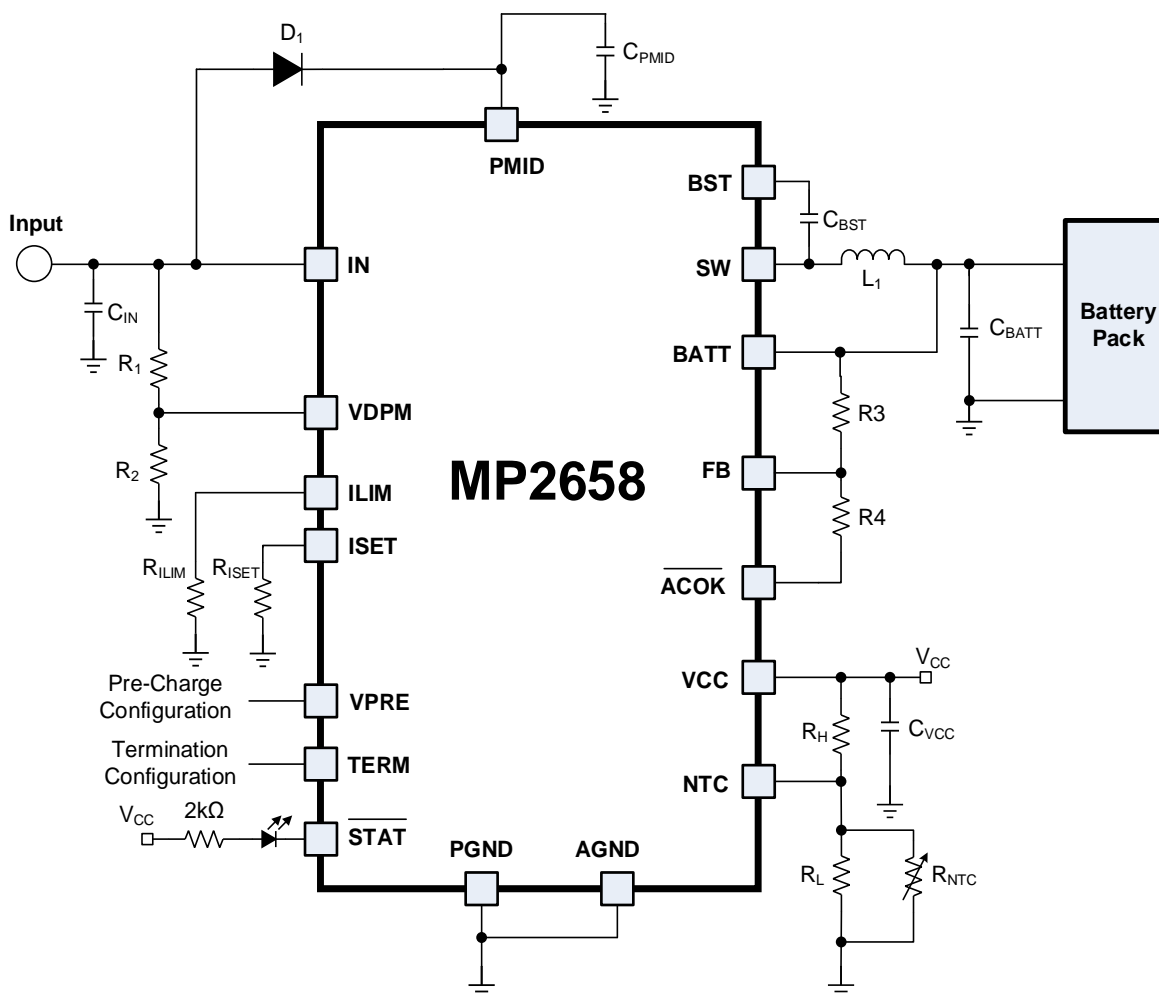 D1
CPMID
PMID
BST
CBST
Input
IN
SW
L1
CIN
CBATT
Battery
Pack
R1
BATT
R3
VDPM
MP2658
FB
R2
ILIM
R4
ISET
RILIM
RISET
ACOK
VCC
VCC
Pre-Charge
Configuration
VPRE
RH
CVCC
Termination
Configuration
TERM
NTC
VCC
2kΩ
STAT
PGND
AGND
RL
RNTC